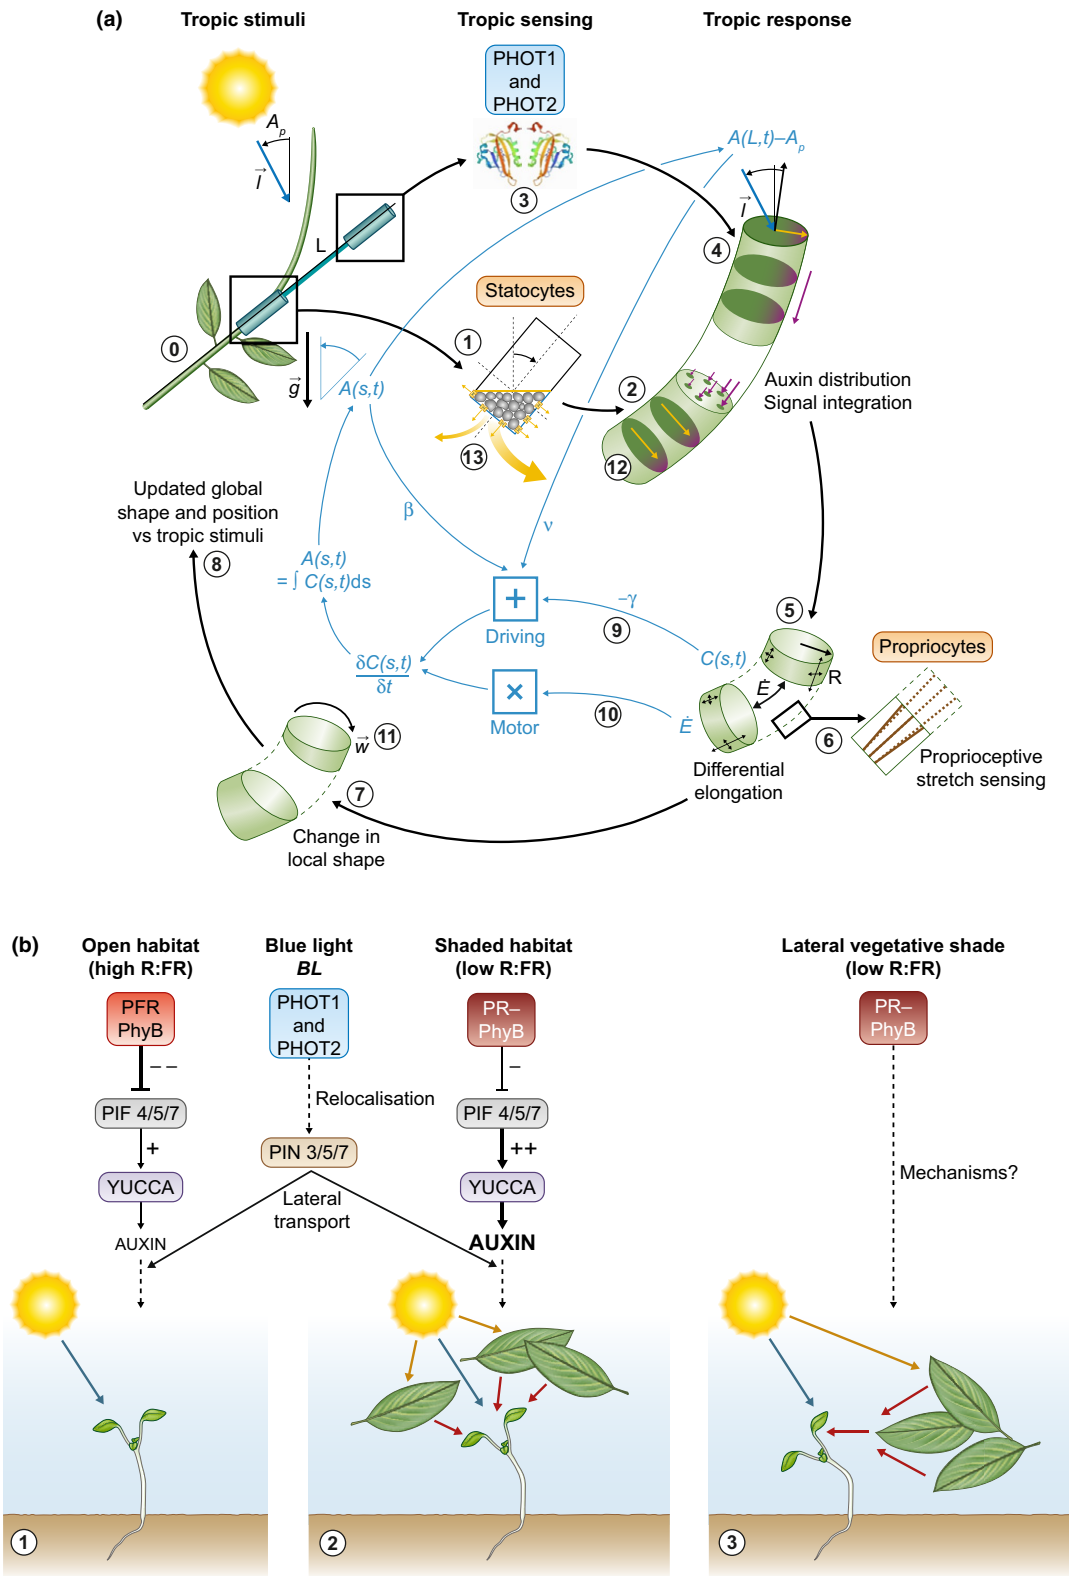 (a)
Tropic stimuli
Tropic sensing
Tropic response
PHOT1
and
PHOT2
A_p
→I
L
3
A(L,t)–A_p
→I
4
0
→g
A(s,t)
Statocytes
1
2
13
12
Auxin distribution
Signal integration
Updated global
shape and position
vs tropic stimuli
8
β
ν
A(s,t)
= ∫ C(s,t)ds
+
Driving
–γ
9
5
C(s,t)
Ė
R
Propriocytes
δC(s,t)
δt
×
Motor
10
Ė
6
Differential
elongation
Proprioceptive
stretch sensing
→w
11
7
Change in
local shape
(b)
Open habitat
(high R:FR)
PFR
PhyB
– –
PIF 4/5/7
+
YUCCA
AUXIN
Blue light
BL
PHOT1
and
PHOT2
Relocalisation
PIN 3/5/7
Lateral
transport
Shaded habitat
(low R:FR)
PR–
PhyB
–
PIF 4/5/7
++
YUCCA
AUXIN
Lateral vegetative shade
(low R:FR)
PR–
PhyB
Mechanisms?
1
2
3